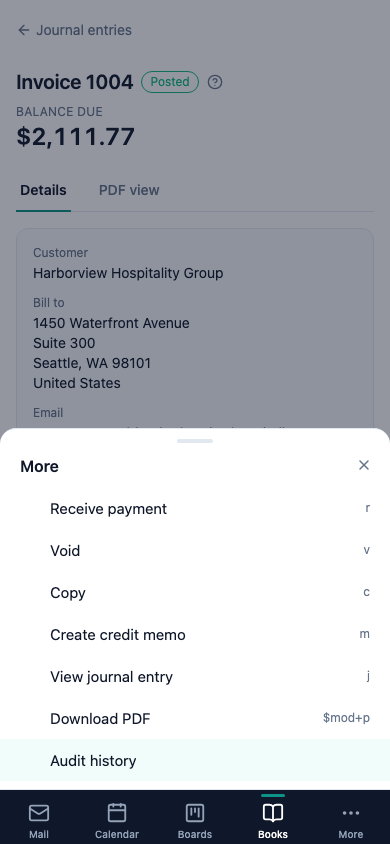 Journal entries
Invoice 1004 Posted
BALANCE DUE
$2,111.77
Details PDF view
Customer
Harborview Hospitality Group
Bill to
1450 Waterfront Avenue
Suite 300
Seattle, WA 98101
United States
Email
More
Receive payment r
Void v
Copy c
Create credit memo m
View journal entry j
Download PDF $mod+p
Audit history
Mail Calendar Boards Books More